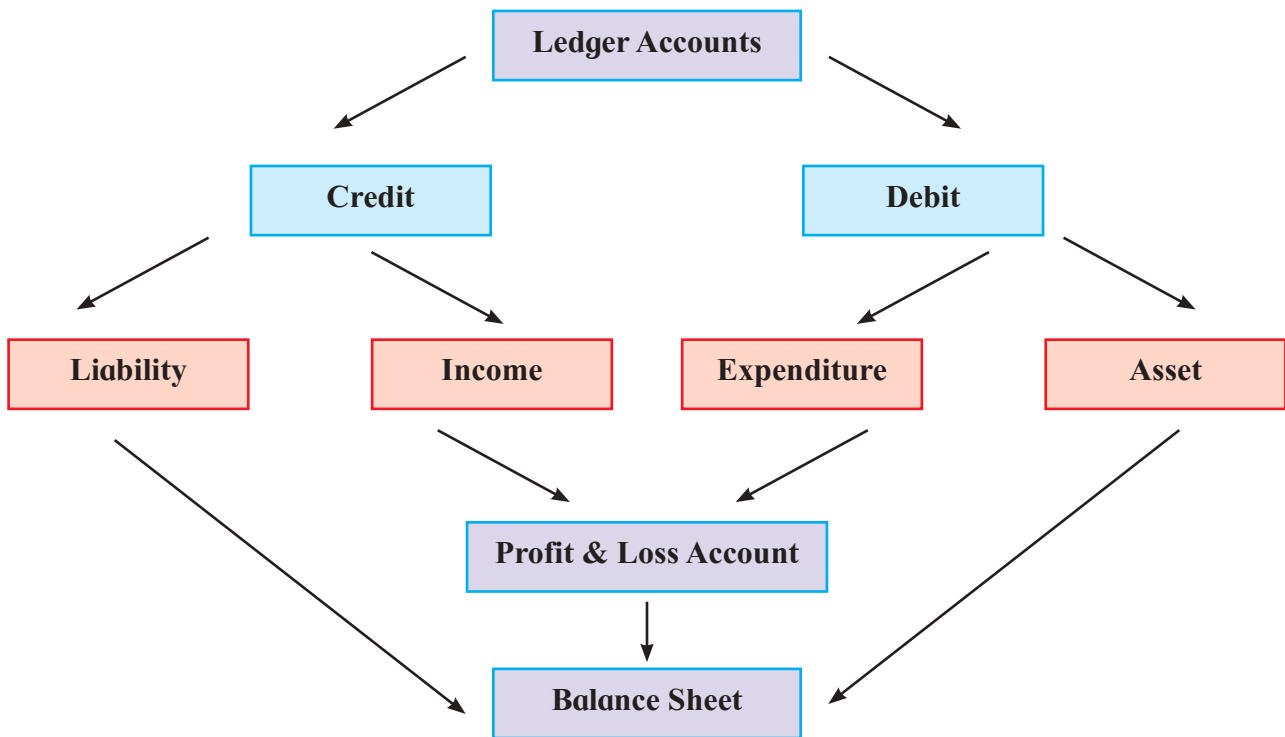 Ledger Accounts
Credit
Debit
Liability
Income
Expenditure
Asset
Profit & Loss Account
Balance Sheet